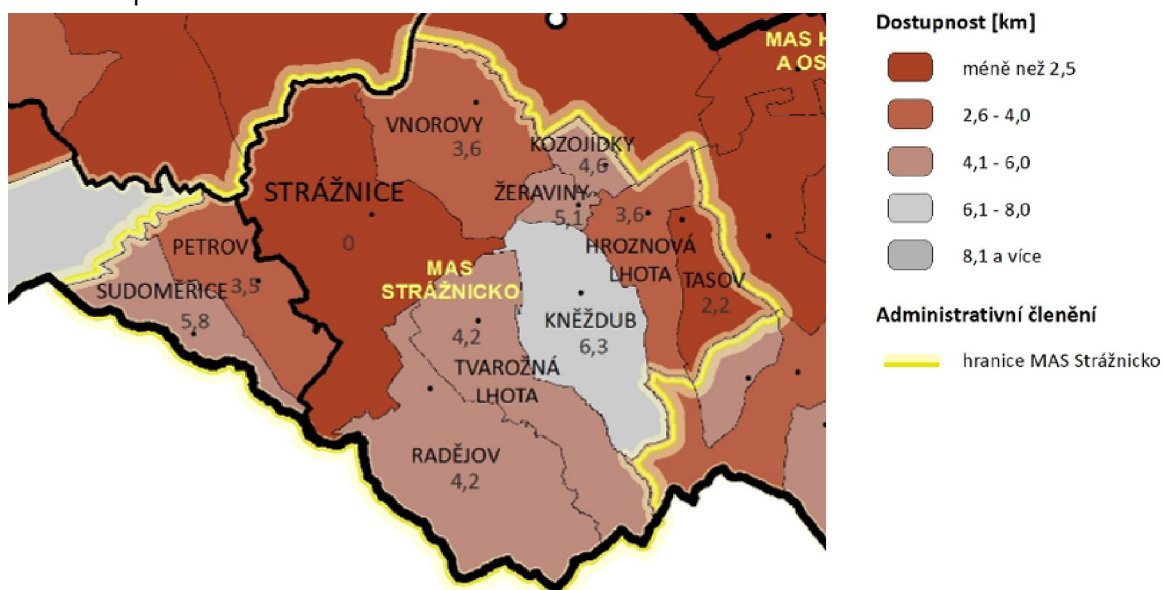 MAS H
A OS
VNOROVY
3,6
KOZOJÍDKY
4,6
STRÁŽNICE
0
ŽERAVINY
5,1
3,6
HROZNOVÁ
LHOTA
TASOV
2,2
PETROV
3,5
SUDOMĚŘICE
5,8
MAS
STRÁŽNICKO
KNĚŽDUB
6,3
4,2
TVAROŽNÁ
LHOTA
RADĚJOV
4,2
Dostupnost [km]
méně než 2,5
2,6 - 4,0
4,1 - 6,0
6,1 - 8,0
8,1 a více
Administrativní členění
hranice MAS Strážnicko